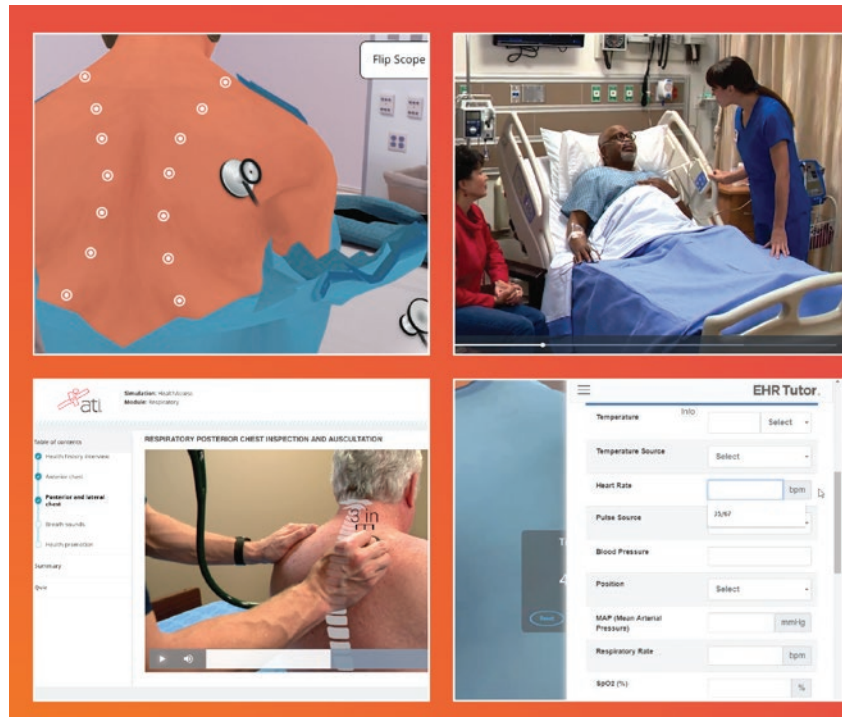 Flip Scope
ati
Simulation: HealthAssess
Module: Respiratory
Table of contents
Health history interview
Anterior chest
Posterior and lateral
chest
Breath sounds
Health promotion
Summary
Quiz
RESPIRATORY POSTERIOR CHEST INSPECTION AND AUSCULTATION
3 in
EHR Tutor.
Info
Temperature
Select
Temperature Source
Select
Heart Rate
bpm
Pulse Source
Blood Pressure
Position
Select
MAP (Mean Arterial
Pressure)
mmHg
Respiratory Rate
bpm
SpO2 (%)
%